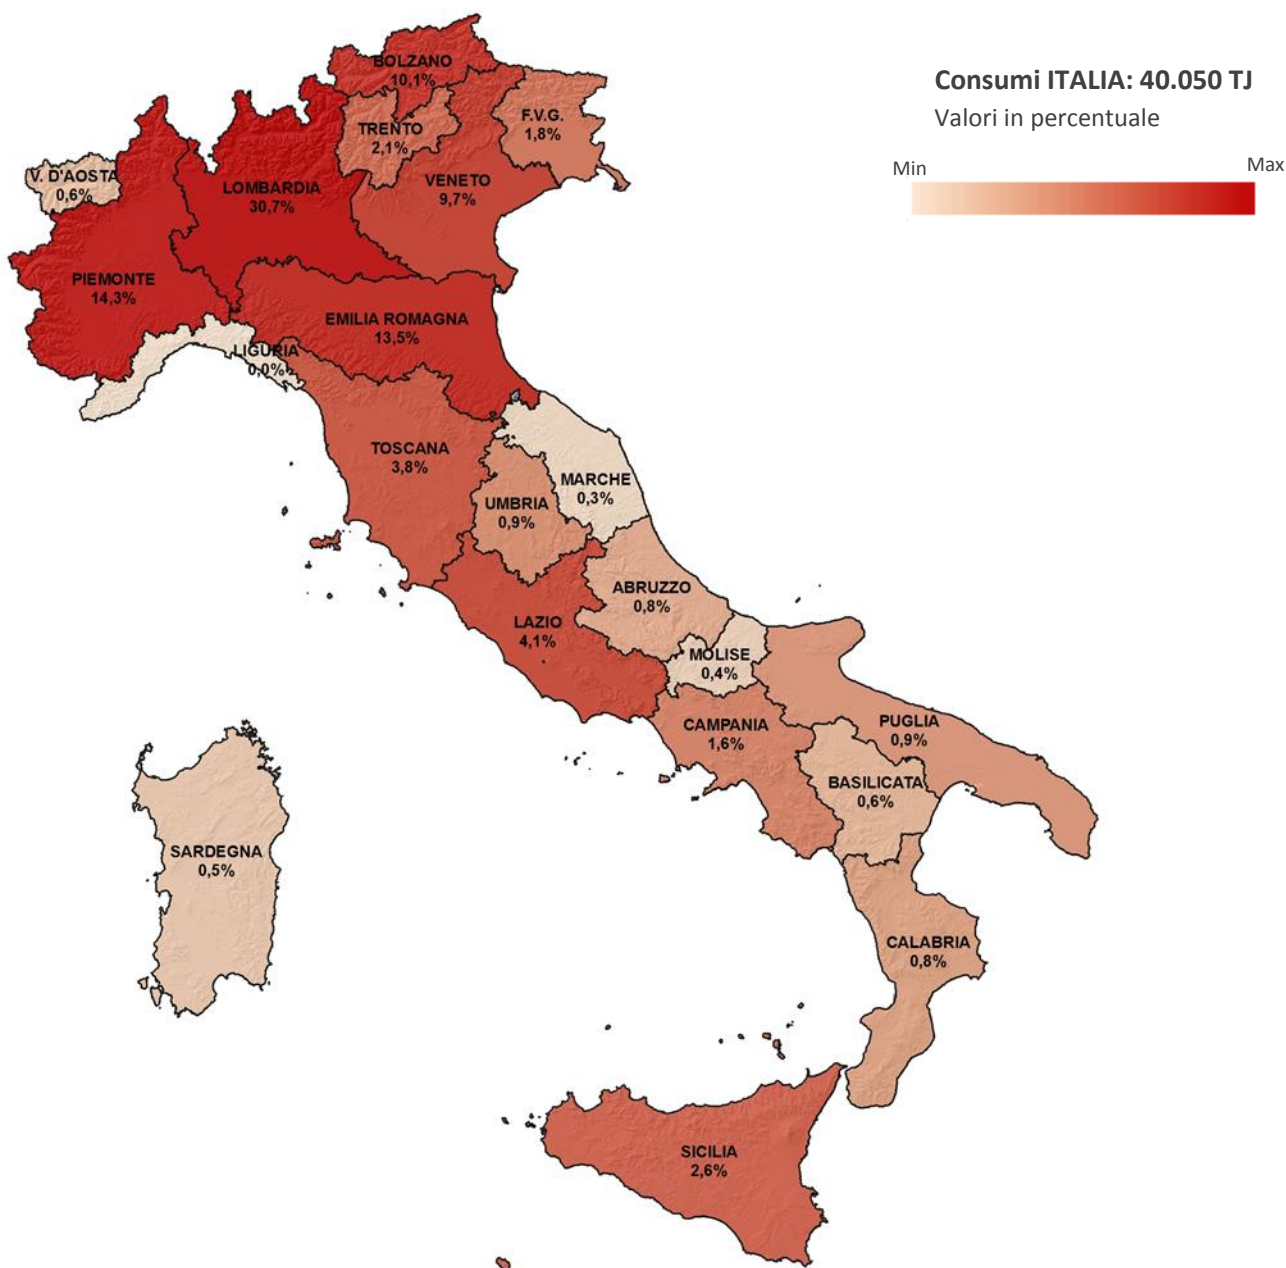 Consumi ITALIA: 40.050 TJ
Valori in percentuale
Min
Max
BOLZANO
10,1%
TRENTO
2,1%
F.V.G.
1,8%
V. D'AOSTA
0,6%
LOMBARDIA
30,7%
VENETO
9,7%
PIEMONTE
14,3%
EMILIA ROMAGNA
13,5%
LIGURIA
0,0%
TOSCANA
3,8%
MARCHE
0,3%
UMBRIA
0,9%
ABRUZZO
0,8%
LAZIO
4,1%
MOLISE
0,4%
CAMPANIA
1,6%
PUGLIA
0,9%
BASILICATA
0,6%
SARDEGNA
0,5%
CALABRIA
0,8%
SICILIA
2,6%